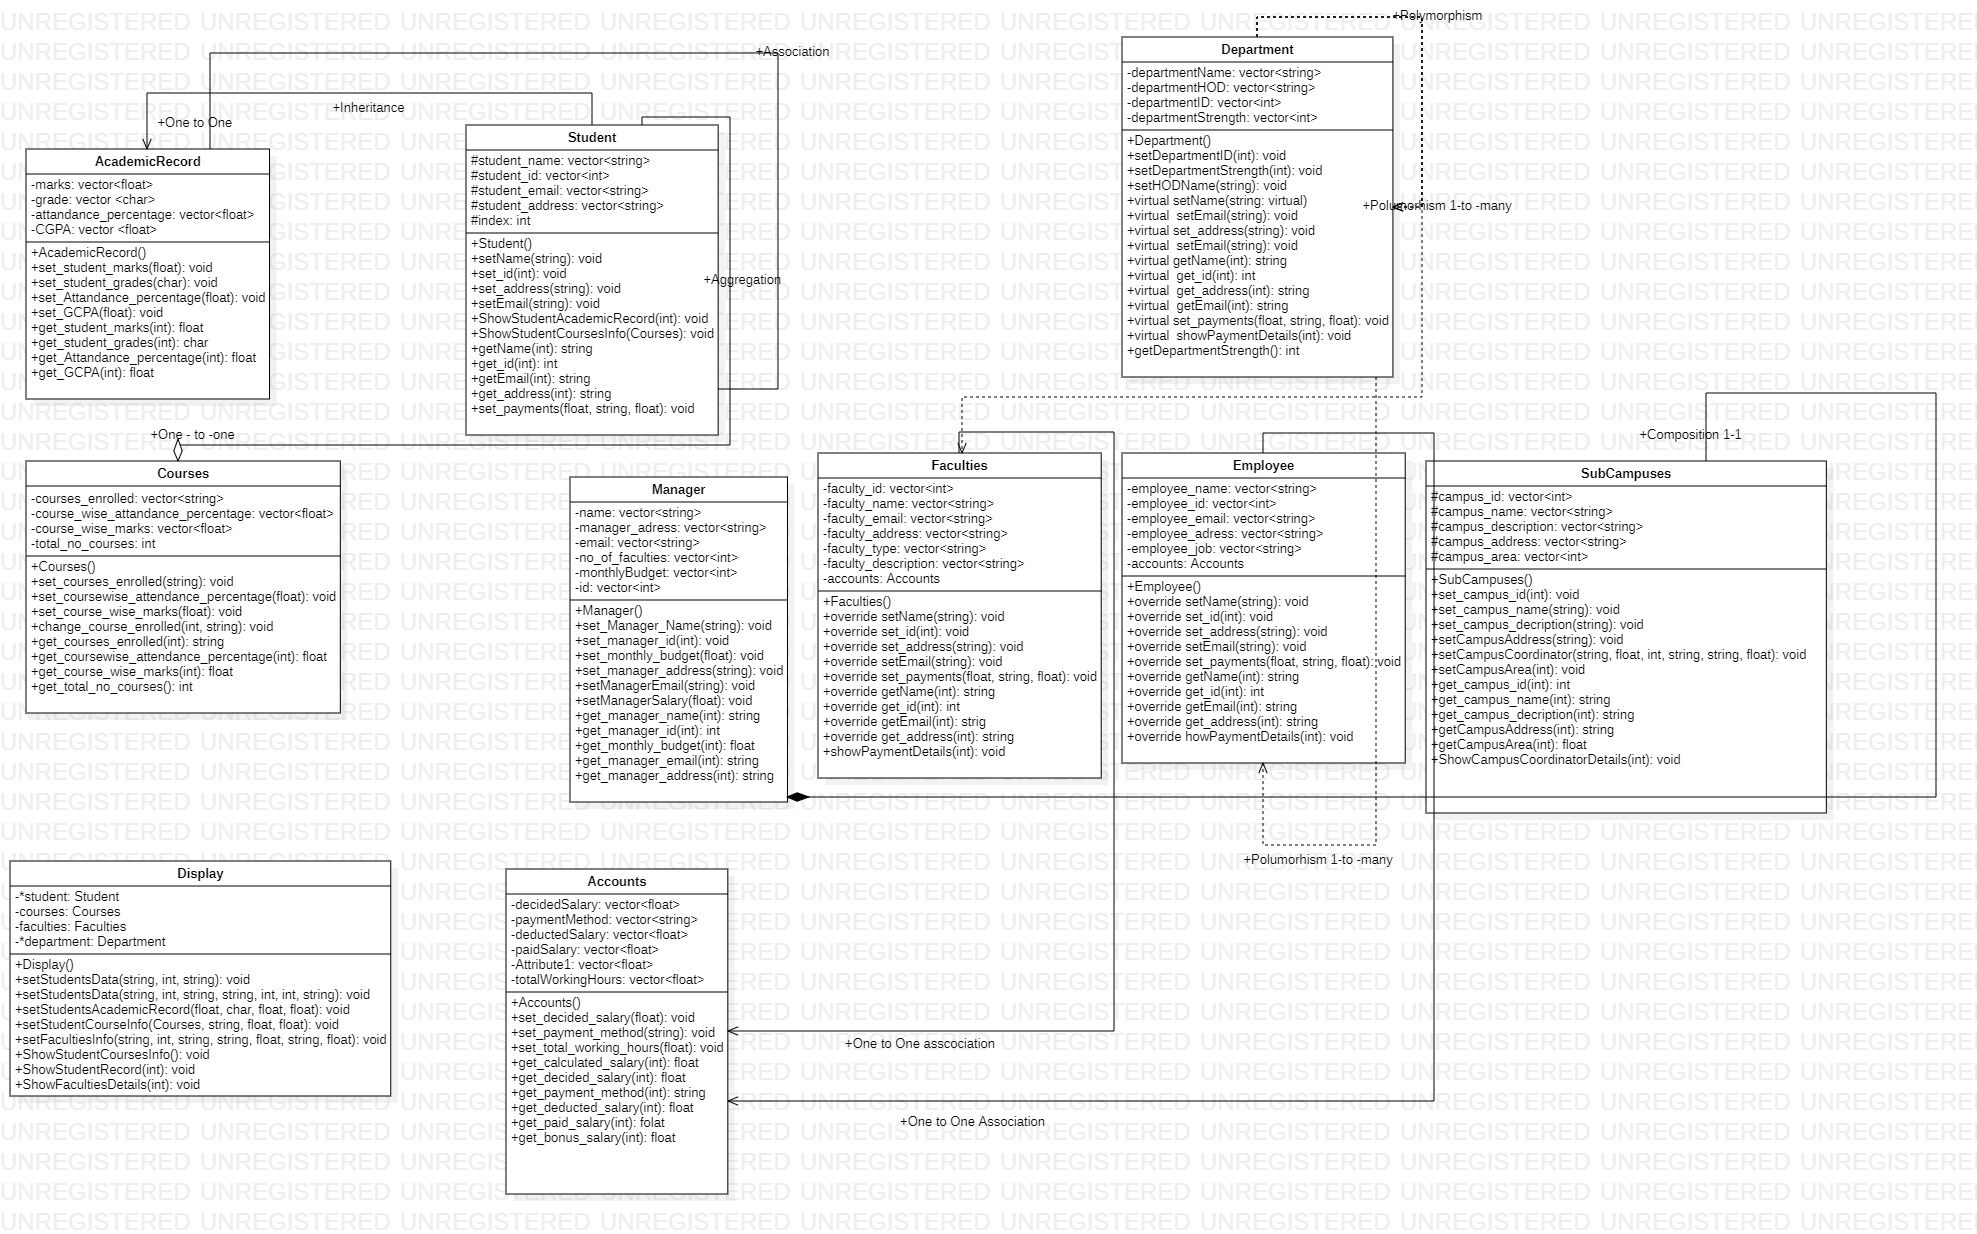 +Polymorphism
+Association
+Inheritance
+One to One
AcademicRecord
-marks: vector<float>
-grade: vector <char>
-attandance_percentage: vector<float>
-CGPA: vector <float>
+AcademicRecord()
+set_student_marks(float): void
+set_student_grades(char): void
+set_Attandance_percentage(float): void
+set_GCPA(float): void
+get_student_marks(int): float
+get_student_grades(int): char
+get_Attandance_percentage(int): float
+get_GCPA(int): float
Student
#student_name: vector<string>
#student_id: vector<int>
#student_email: vector<string>
#student_address: vector<string>
#index: int
+Student()
+setName(string): void
+set_id(int): void
+set_address(string): void
+setEmail(string): void
+ShowStudentAcademicRecord(int): void
+ShowStudentCoursesInfo(Courses): void
+getName(int): string
+get_id(int): int
+getEmail(int): string
+get_address(int): string
+set_payments(float, string, float): void
+Aggregation
Department
-departmentName: vector<string>
-departmentHOD: vector<string>
-departmentID: vector<int>
-departmentStrength: vector<int>
+Department()
+setDepartmentID(int): void
+setDepartmentStrength(int): void
+setHODName(string): void
+virtual setName(string: virtual)
+virtual  setEmail(string): void
+virtual set_address(string): void
+virtual  setEmail(string): void
+virtual getName(int): string
+virtual  get_id(int): int
+virtual  get_address(int): string
+virtual  getEmail(int): string
+virtual set_payments(float, string, float): void
+virtual  showPaymentDetails(int): void
+getDepartmentStrength(): int
+Polumorhism 1-to -many
+One - to -one
Courses
-courses_enrolled: vector<string>
-course_wise_attandance_percentage: vector<float>
-course_wise_marks: vector<float>
-total_no_courses: int
+Courses()
+set_courses_enrolled(string): void
+set_coursewise_attendance_percentage(float): void
+set_course_wise_marks(float): void
+change_course_enrolled(int, string): void
+get_courses_enrolled(int): string
+get_coursewise_attendance_percentage(int): float
+get_course_wise_marks(int): float
+get_total_no_courses(): int
Manager
-name: vector<string>
-manager_adress: vector<string>
-email: vector<string>
-no_of_faculties: vector<int>
-monthlyBudget: vector<int>
-id: vector<int>
+Manager()
+set_Manager_Name(string): void
+set_manager_id(int): void
+set_monthly_budget(float): void
+set_manager_address(string): void
+setManagerEmail(string): void
+setManagerSalary(float): void
+get_manager_name(int): string
+get_manager_id(int): int
+get_monthly_budget(int): float
+get_manager_email(int): string
+get_manager_address(int): string
Faculties
-faculty_id: vector<int>
-faculty_name: vector<string>
-faculty_email: vector<string>
-faculty_address: vector<string>
-faculty_type: vector<string>
-faculty_description: vector<string>
-accounts: Accounts
+Faculties()
+override setName(string): void
+override set_id(int): void
+override set_address(string): void
+override setEmail(string): void
+override set_payments(float, string, float): void
+override getName(int): string
+override get_id(int): int
+override getEmail(int): strig
+override get_address(int): string
+showPaymentDetails(int): void
Employee
-employee_name: vector<string>
-employee_id: vector<int>
-employee_email: vector<string>
-employee_adress: vector<string>
-employee_job: vector<string>
-accounts: Accounts
+Employee()
+override setName(string): void
+override set_id(int): void
+override set_address(string): void
+override setEmail(string): void
+override set_payments(float, string, float): void
+override getName(int): string
+override get_id(int): int
+override getEmail(int): string
+override get_address(int): string
+override howPaymentDetails(int): void
+Composition 1-1
SubCampuses
#campus_id: vector<int>
#campus_name: vector<string>
#campus_description: vector<string>
#campus_address: vector<string>
#campus_area: vector<int>
+SubCampuses()
+set_campus_id(int): void
+set_campus_name(string): void
+set_campus_decription(string): void
+setCampusAddress(string): void
+setCampusCoordinator(string, float, int, string, string, float): void
+setCampusArea(int): void
+get_campus_id(int): int
+get_campus_name(int): string
+get_campus_decription(int): string
+getCampusAddress(int): string
+getCampusArea(int): float
+ShowCampusCoordinatorDetails(int): void
+Polumorhism 1-to -many
Display
-*student: Student
-courses: Courses
-faculties: Faculties
-*department: Department
+Display()
+setStudentsData(string, int, string): void
+setStudentsData(string, int, string, string, int, int, string): void
+setStudentsAcademicRecord(float, char, float, float): void
+setStudentCourseInfo(Courses, string, float, float): void
+setFacultiesInfo(string, int, string, string, float, string, float): void
+ShowStudentCoursesInfo(): void
+ShowStudentRecord(int): void
+ShowFacultiesDetails(int): void
Accounts
-decidedSalary: vector<float>
-paymentMethod: vector<string>
-deductedSalary: vector<float>
-paidSalary: vector<float>
-Attribute1: vector<float>
-totalWorkingHours: vector<float>
+Accounts()
+set_decided_salary(float): void
+set_payment_method(string): void
+set_total_working_hours(float): void
+get_calculated_salary(int): float
+get_decided_salary(int): float
+get_payment_method(int): string
+get_deducted_salary(int): float
+get_paid_salary(int): folat
+get_bonus_salary(int): float
+One to One asscociation
+One to One Association
UNREGISTERED